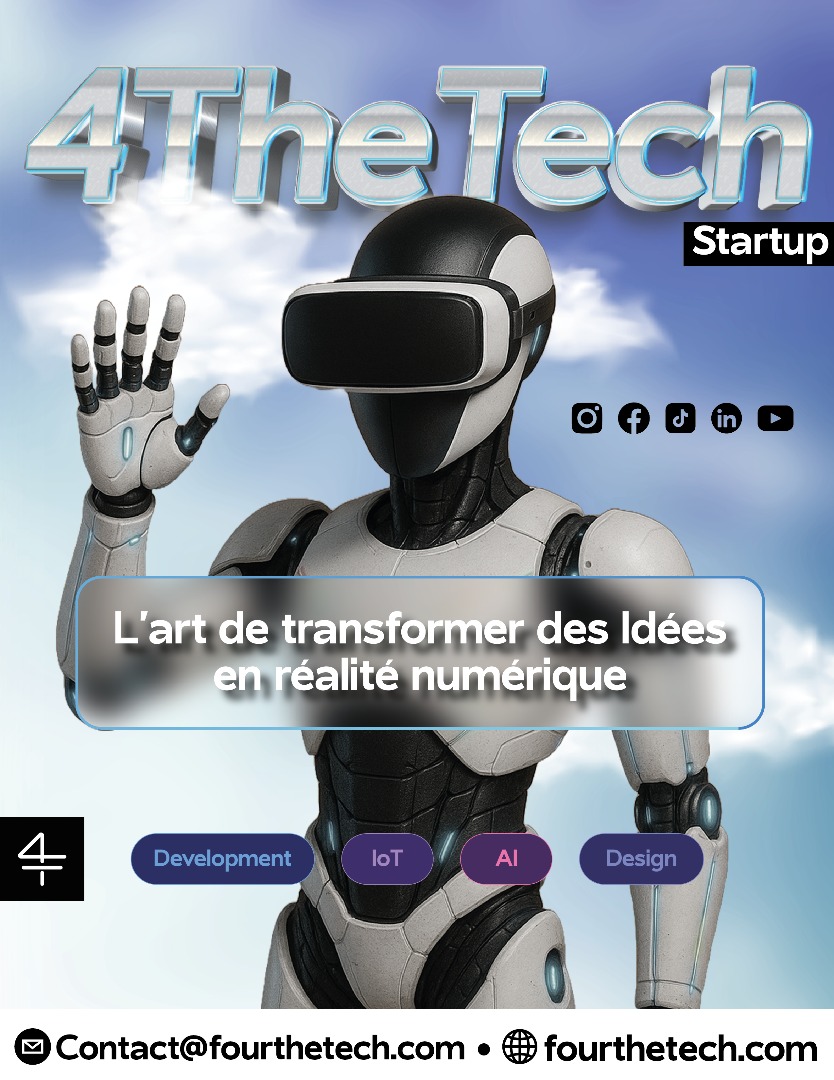 4TheTech
Startup
L'art de transformer des Idées
en réalité numérique
Development IoT AI Design
Contact@fourthetech.com • fourthetech.com